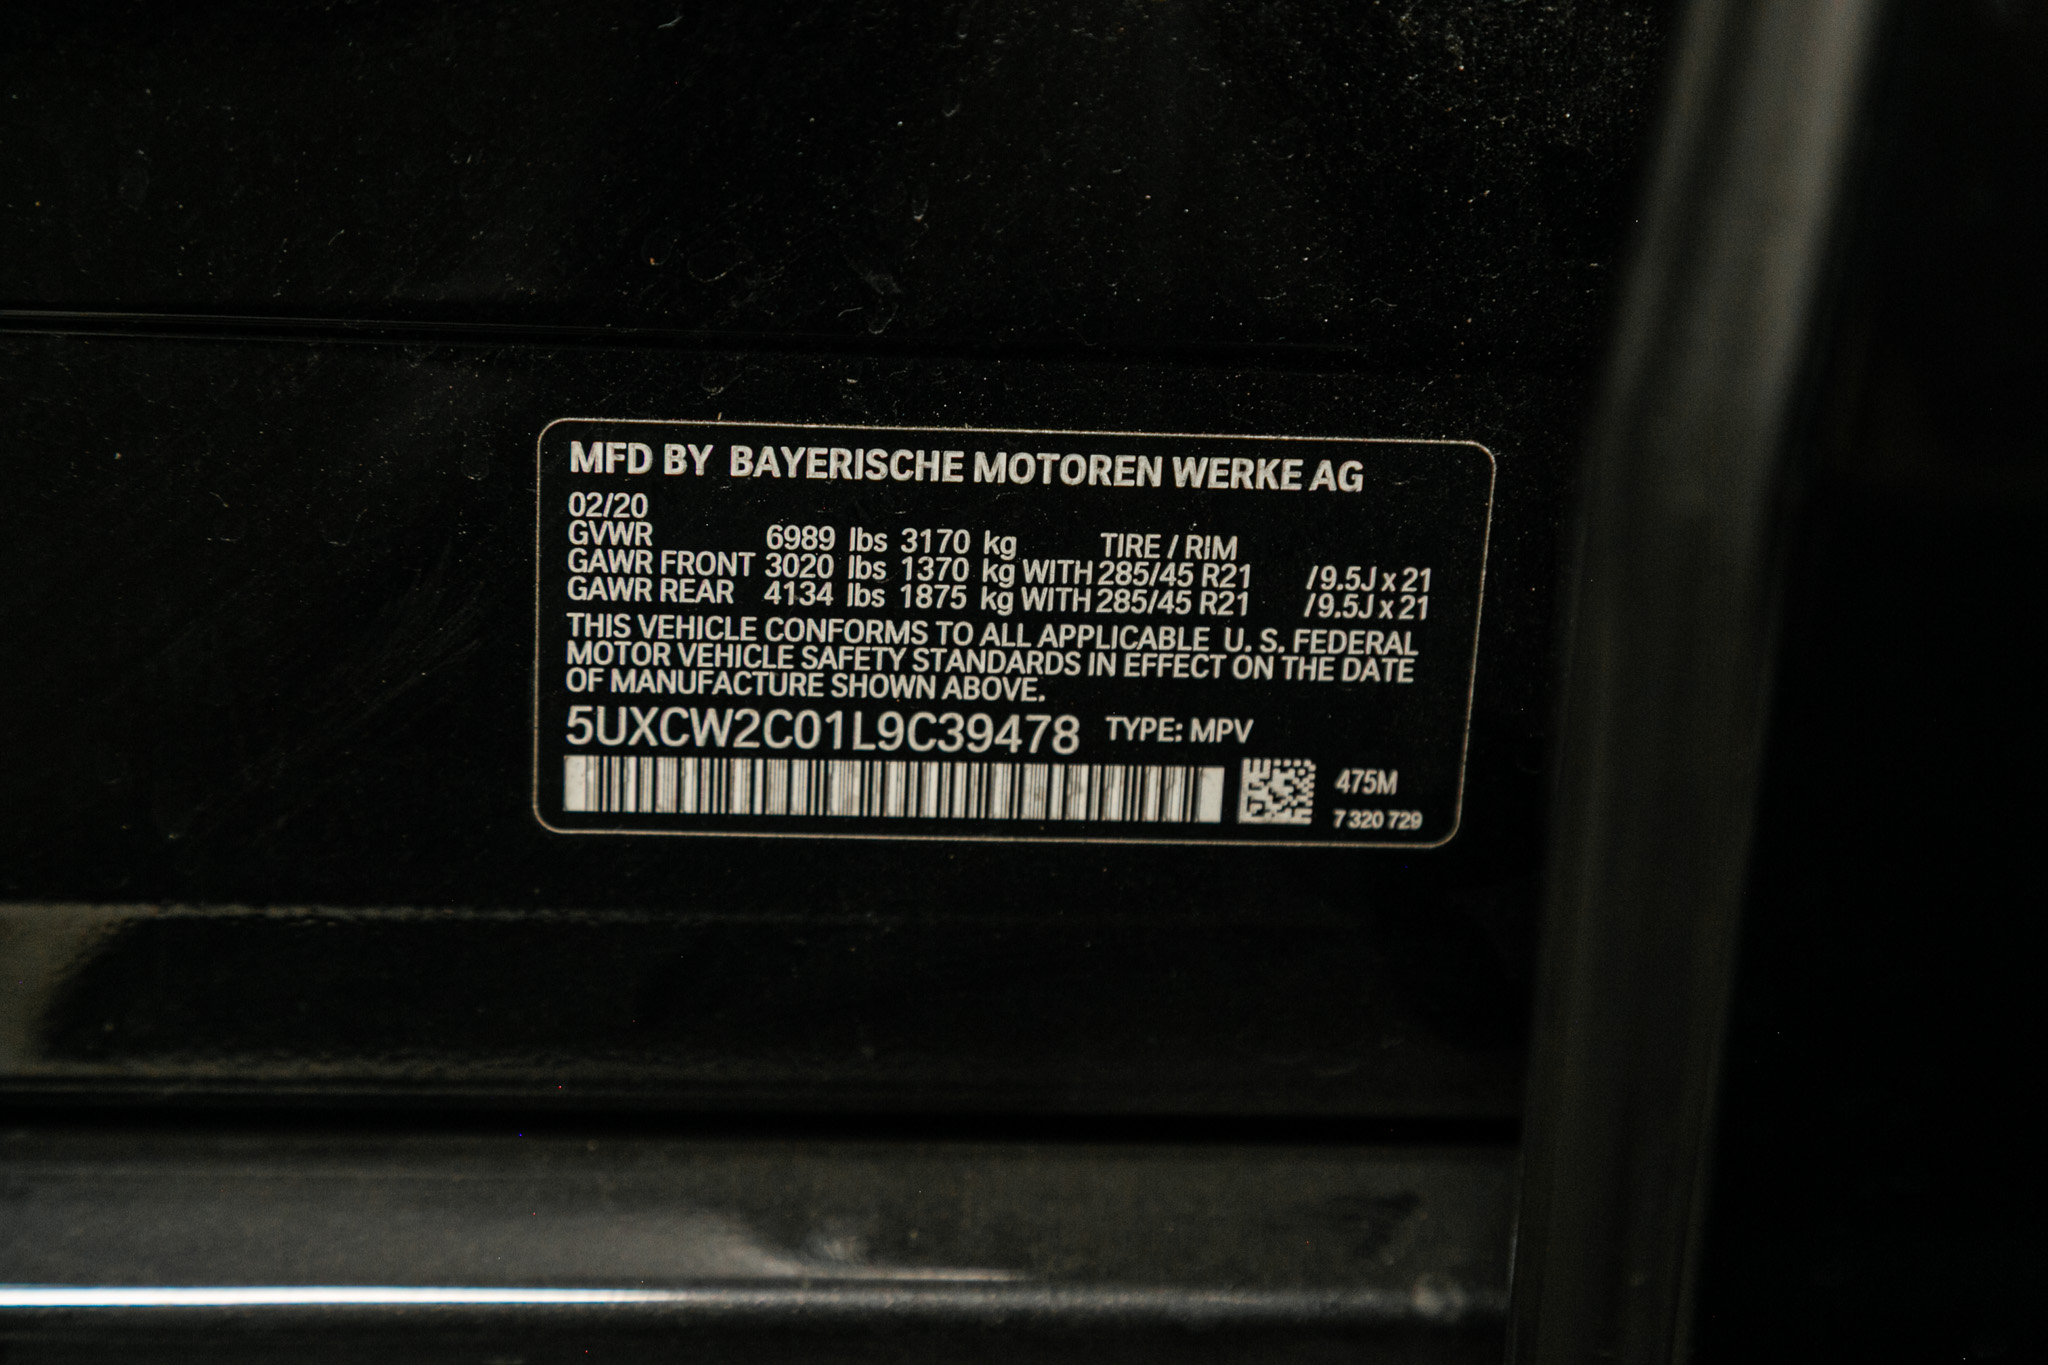 MFD BY BAYERISCHE MOTOREN WERKE AG
02/20
GVWR 6989 lbs 3170 kg TIRE / RIM
GAWR FRONT 3020 lbs 1370 kg WITH 285/45 R21 /9.5J x 21
GAWR REAR 4134 lbs 1875 kg WITH 285/45 R21 /9.5J x 21
THIS VEHICLE CONFORMS TO ALL APPLICABLE U. S. FEDERAL
MOTOR VEHICLE SAFETY STANDARDS IN EFFECT ON THE DATE
OF MANUFACTURE SHOWN ABOVE.
5UXCW2C01L9C39478 TYPE: MPV
475M
7 320 729